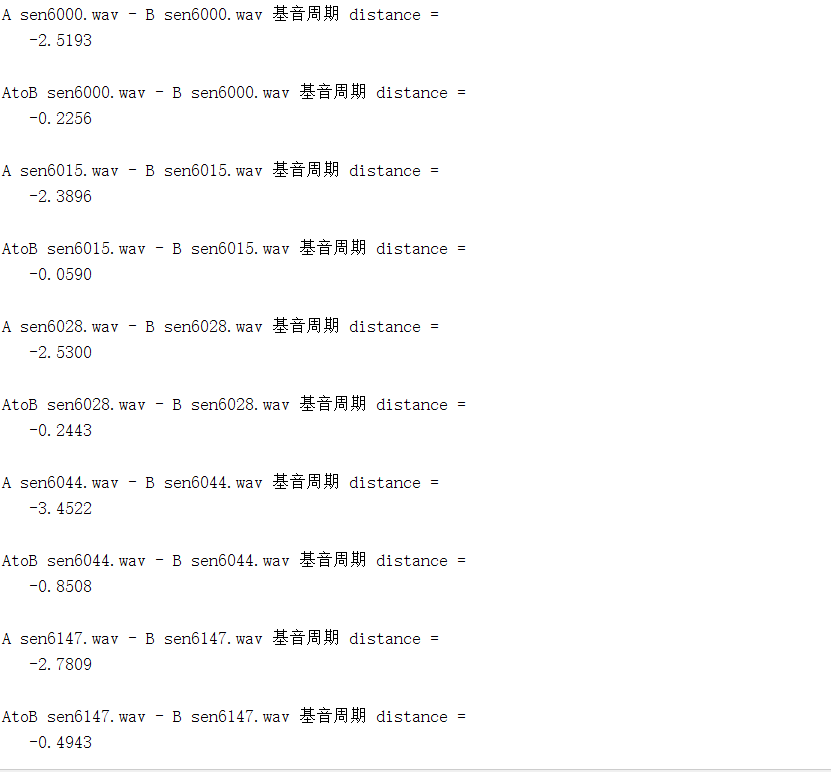 A sen6000.wav - B sen6000.wav 基音周期 distance =
-2.5193
AtoB sen6000.wav - B sen6000.wav 基音周期 distance =
-0.2256
A sen6015.wav - B sen6015.wav 基音周期 distance =
-2.3896
AtoB sen6015.wav - B sen6015.wav 基音周期 distance =
-0.0590
A sen6028.wav - B sen6028.wav 基音周期 distance =
-2.5300
AtoB sen6028.wav - B sen6028.wav 基音周期 distance =
-0.2443
A sen6044.wav - B sen6044.wav 基音周期 distance =
-3.4522
AtoB sen6044.wav - B sen6044.wav 基音周期 distance =
-0.8508
A sen6147.wav - B sen6147.wav 基音周期 distance =
-2.7809
AtoB sen6147.wav - B sen6147.wav 基音周期 distance =
-0.4943